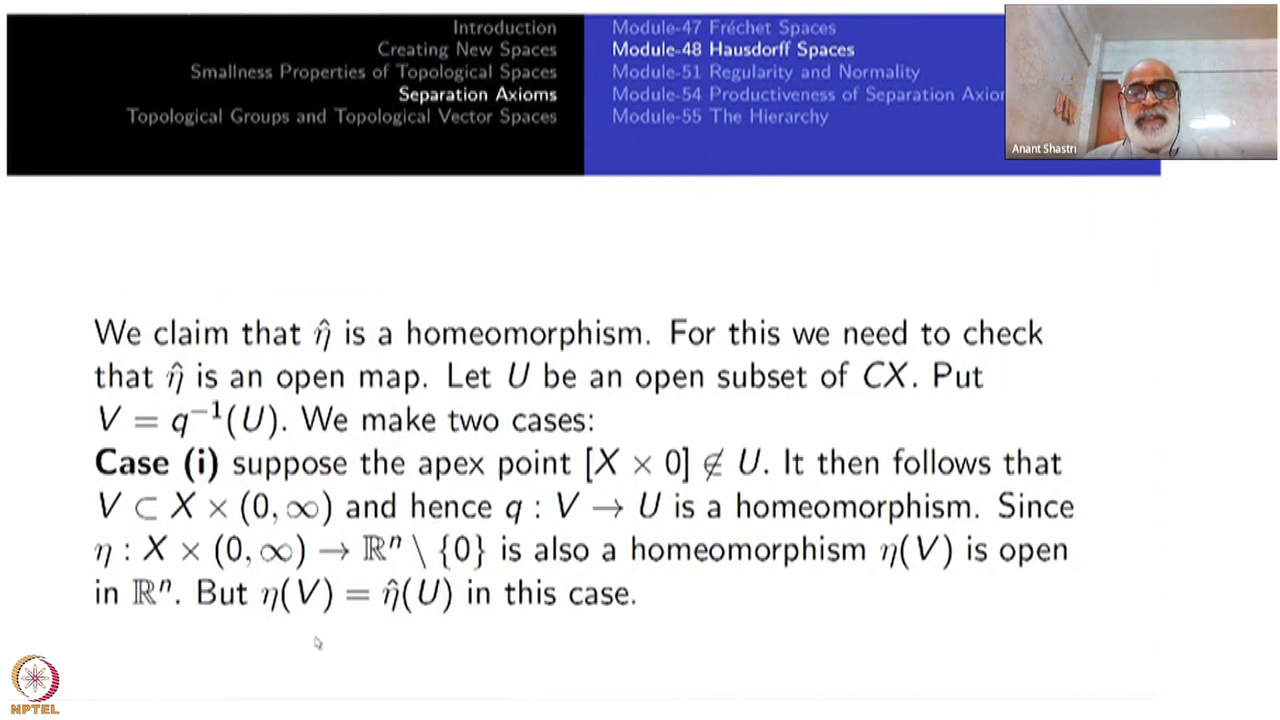 Introduction
Creating New Spaces
Smallness Properties of Topological Spaces
Separation Axioms
Topological Groups and Topological Vector Spaces
Module-47 Fréchet Spaces
Module-48 Hausdorff Spaces
Module-51 Regularity and Normality
Module-54 Productiveness of Separation Axior
Module-55 The Hierarchy
Anant Shastri
We claim that η̂ is a homeomorphism. For this we need to check
that η̂ is an open map. Let U be an open subset of CX. Put
V = q⁻¹(U). We make two cases:
Case (i) suppose the apex point [X × 0] ∉ U. It then follows that
V ⊂ X × (0, ∞) and hence q : V → U is a homeomorphism. Since
η : X × (0, ∞) → ℝⁿ \ {0} is also a homeomorphism η(V) is open
in ℝⁿ. But η(V) = η̂(U) in this case.
NPTEL